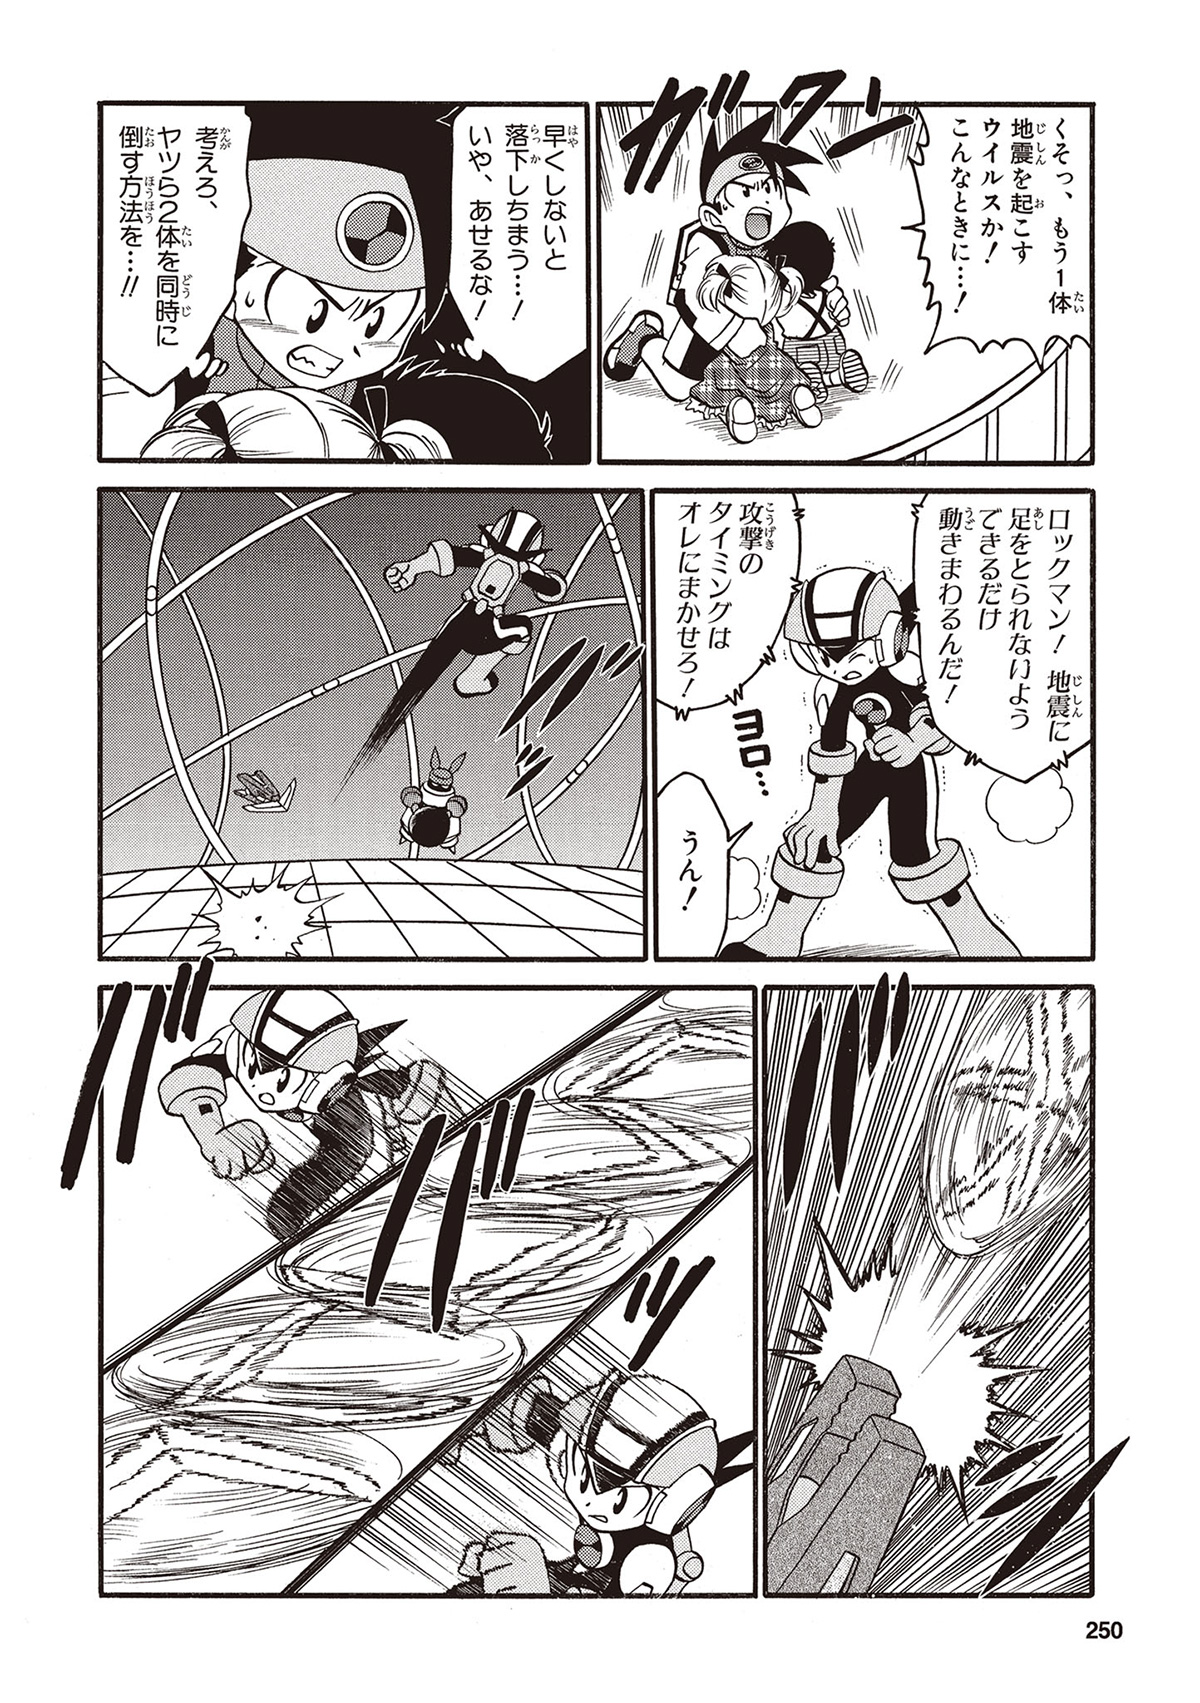 くそっ、もう1体
地震を起こす
ウイルスか！
こんなときに…！
ガクン
早くしないと
落下しちまう…！
いや、あせるな！
考えろ、
ヤツら2体を同時に
倒す方法を…!!
ロックマン！ 地震に
足をとられないよう
できるだけ
動きまわるんだ！
攻撃の
タイミングは
オレにまかせろ！
ヨロ…
うん！
250